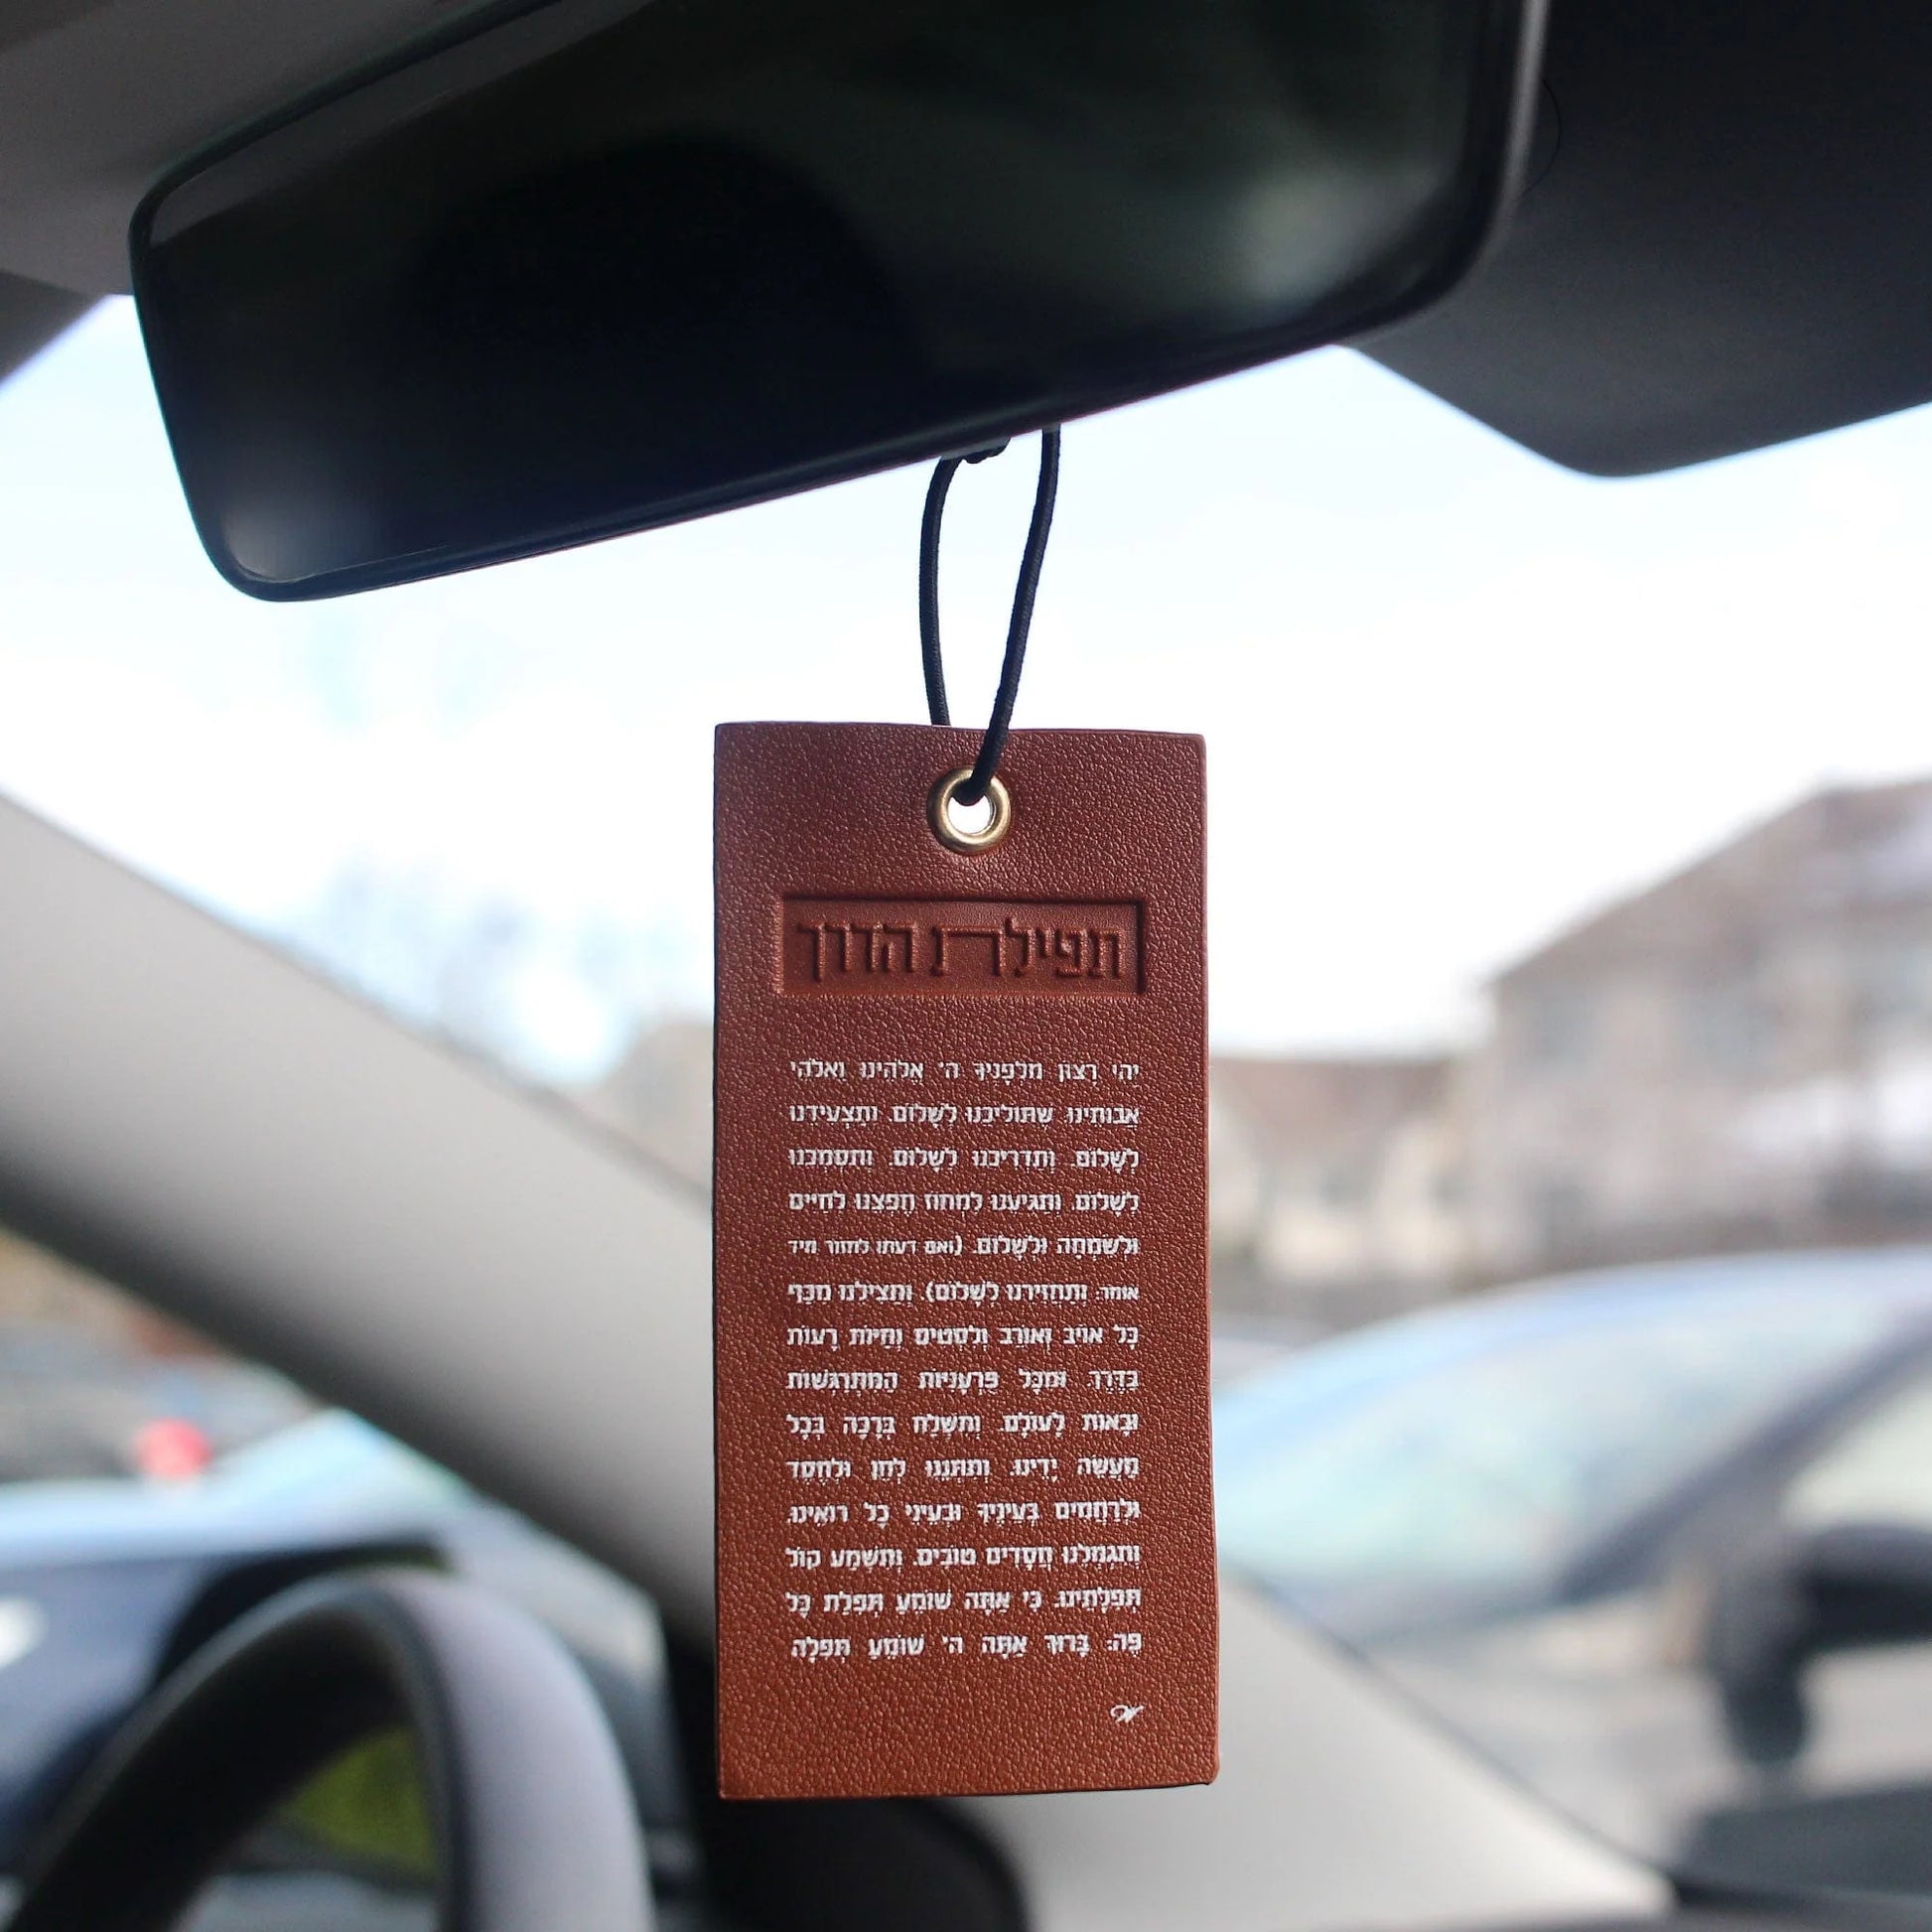 תפילת הדרך
יְהִי רָצוֹן מִלְּפָנֶיךָ ה' אֱלֹהֵינוּ וֵאלֹהֵי
אֲבוֹתֵינוּ. שֶׁתּוֹלִיכֵנוּ לְשָׁלוֹם. וְתַצְעִידֵנוּ
לְשָׁלוֹם. וְתַדְרִיכֵנוּ לְשָׁלוֹם. וְתִסְמְכֵנוּ
לְשָׁלוֹם. וְתַגִּיעֵנוּ לִמְחוֹז חֶפְצֵנוּ לְחַיִּים
וּלְשִׂמְחָה וּלְשָׁלוֹם. (ואם דעתו לחזור מיד
אומר: וְתַחֲזִירֵנוּ לְשָׁלוֹם). וְתַצִּילֵנוּ מִכַּף
כָּל אוֹיֵב וְאוֹרֵב וְלִסְטִים וְחַיּוֹת רָעוֹת
בַּדֶּרֶךְ. וּמִכָּל פֻּרְעָנִיּוֹת הַמִּתְרַגְּשׁוֹת
וּבָאוֹת לָעוֹלָם. וְתִשְׁלַח בְּרָכָה בְּכָל
מַעֲשֵׂה יָדֵינוּ. וְתִתְּנֵנוּ לְחֵן וּלְחֶסֶד
וּלְרַחֲמִים בְּעֵינֶיךָ וּבְעֵינֵי כָל רוֹאֵינוּ.
וְתִגְמְלֵנוּ חֲסָדִים טוֹבִים. וְתִשְׁמַע קוֹל
תְּפִלָּתֵינוּ. כִּי אַתָּה שׁוֹמֵעַ תְּפִלַּת כָּל
פֶּה: בָּרוּךְ אַתָּה ה' שׁוֹמֵעַ תְּפִלָּה